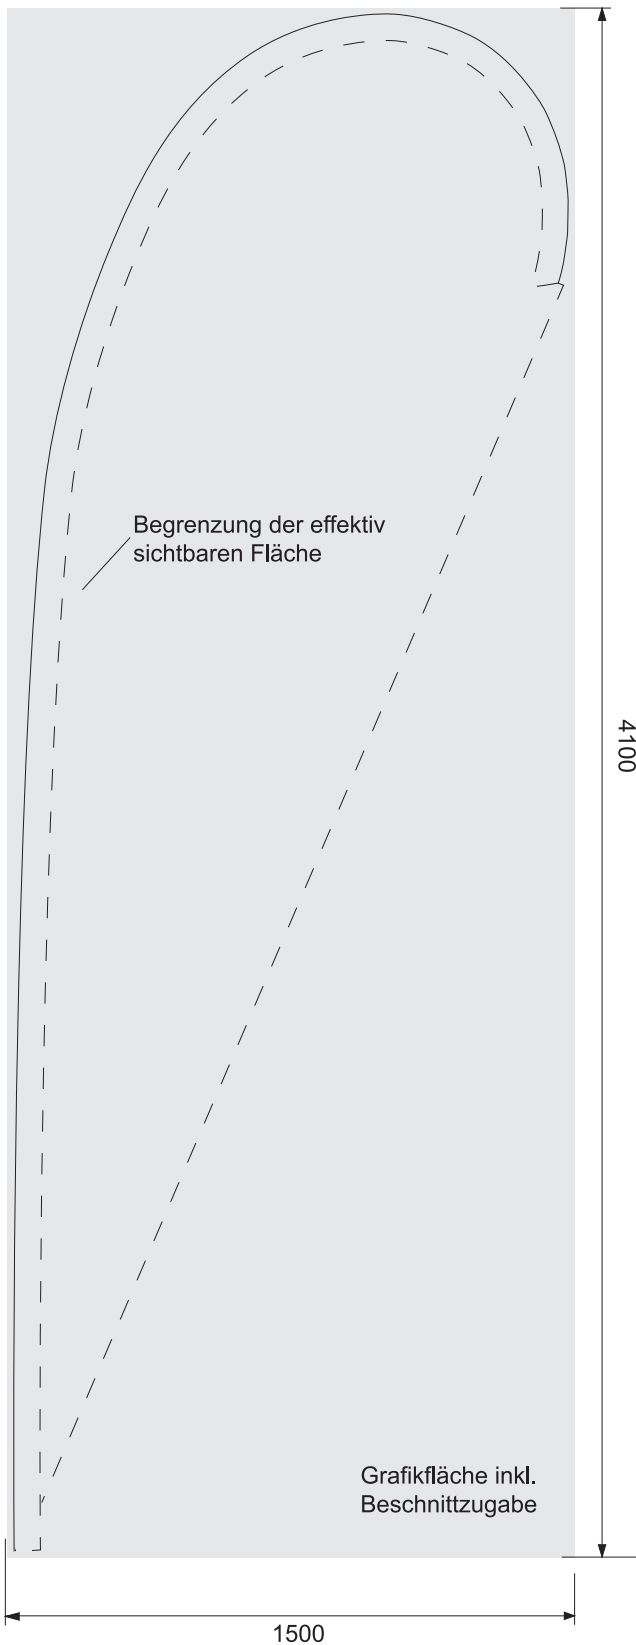 Begrenzung der effektiv
sichtbaren Fläche
4100
Grafikfläche inkl.
Beschnittzugabe
1500